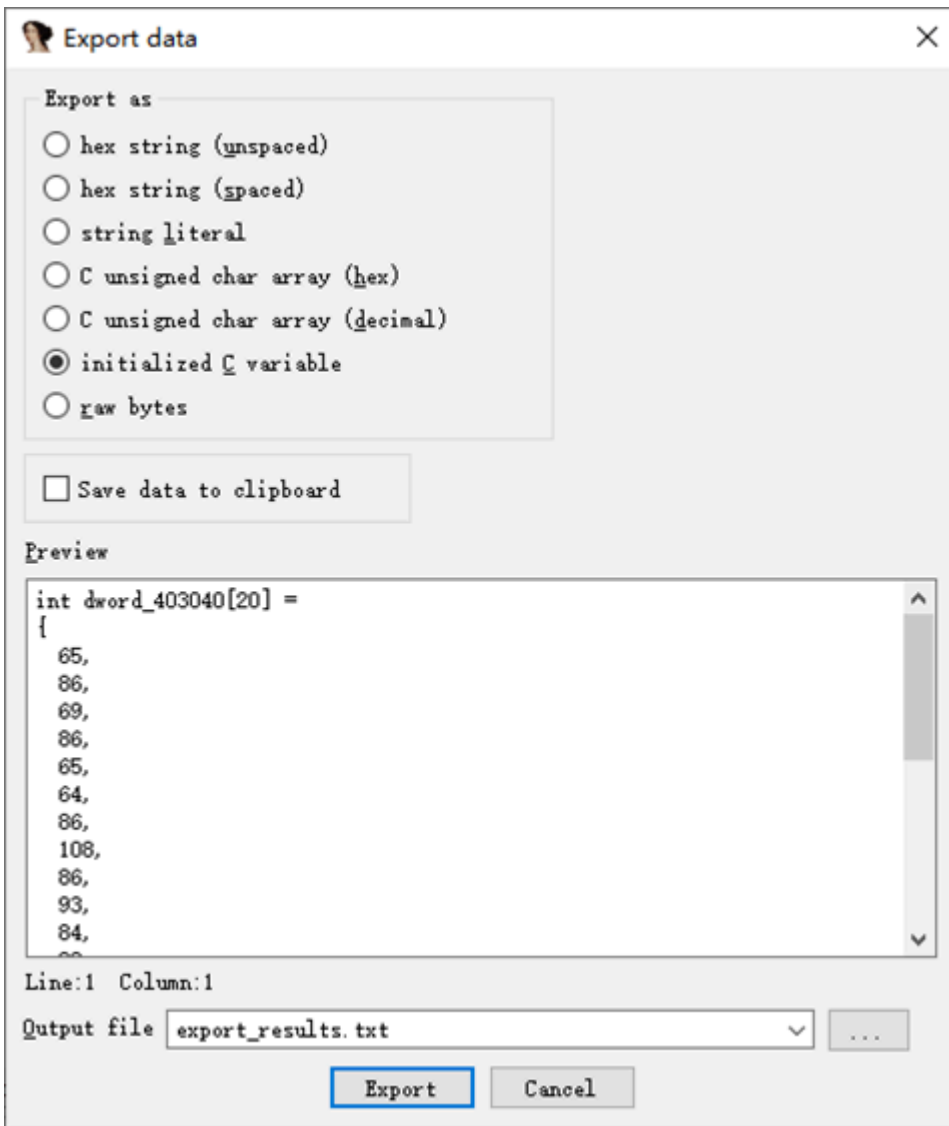 Export data
Export as
hex string (unspaced)
hex string (spaced)
string literal
C unsigned char array (hex)
C unsigned char array (decimal)
initialized C variable
raw bytes
Save data to clipboard
Preview
int dword_403040[20] =
{
65,
86,
69,
86,
65,
64,
86,
108,
86,
93,
84,
Line:1 Column:1
Output file export_results.txt ...
Export Cancel